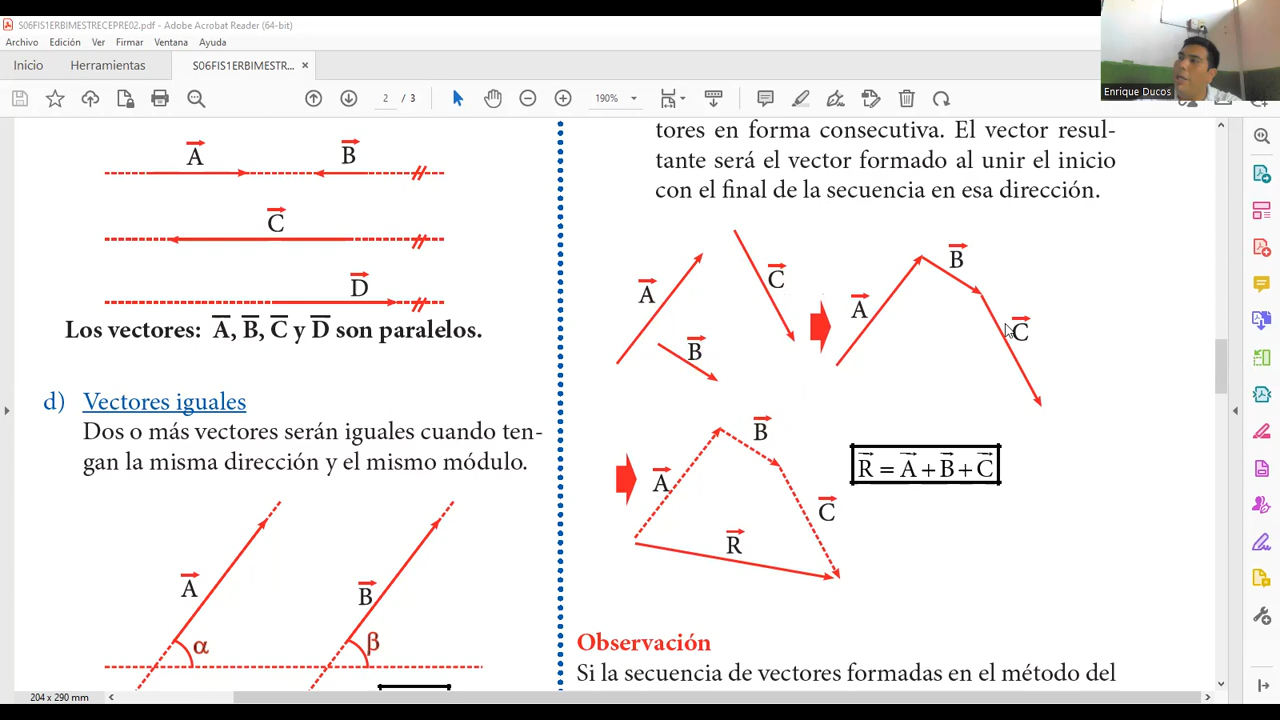 S06FIS1ERBIMESTRECEPRE02.pdf - Adobe Acrobat Reader (64-bit)
Archivo Edición Ver Firmar Ventana Ayuda
Inicio Herramientas S06FIS1ERBIMESTR... ×
2 / 3 190%
Enrique Ducos
A B
C
D
Los vectores: A, B, C y D son paralelos.
d) Vectores iguales
Dos o más vectores serán iguales cuando ten-
gan la misma dirección y el mismo módulo.
A B
α β
tores en forma consecutiva. El vector resul-
tante será el vector formado al unir el inicio
con el final de la secuencia en esa dirección.
A C B
A B C
A B C R
R = A + B + C
Observación
Si la secuencia de vectores formadas en el método del
204 x 290 mm